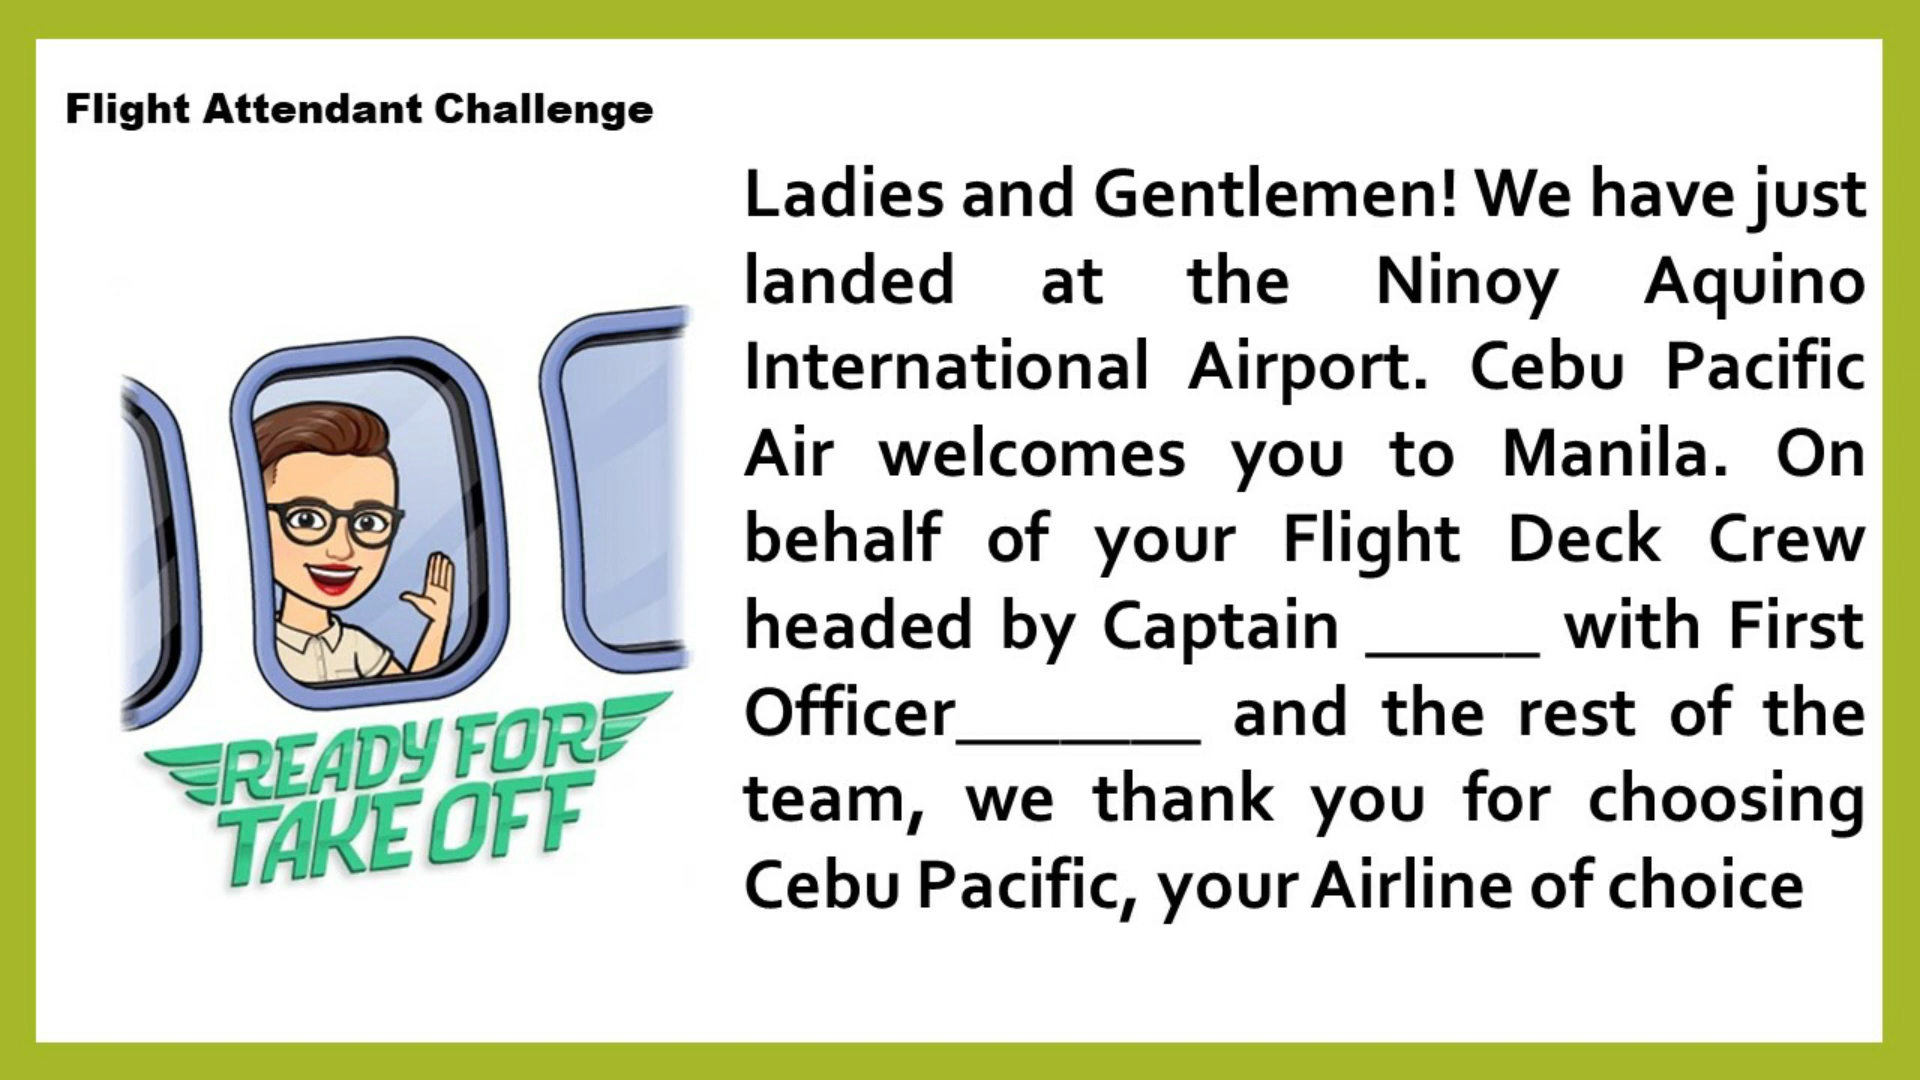 Flight Attendant Challenge
Ladies and Gentlemen! We have just
landed at the Ninoy Aquino
International Airport. Cebu Pacific
Air welcomes you to Manila. On
behalf of your Flight Deck Crew
headed by Captain _____ with First
Officer_______ and the rest of the
team, we thank you for choosing
Cebu Pacific, your Airline of choice
READY FOR
TAKE OFF